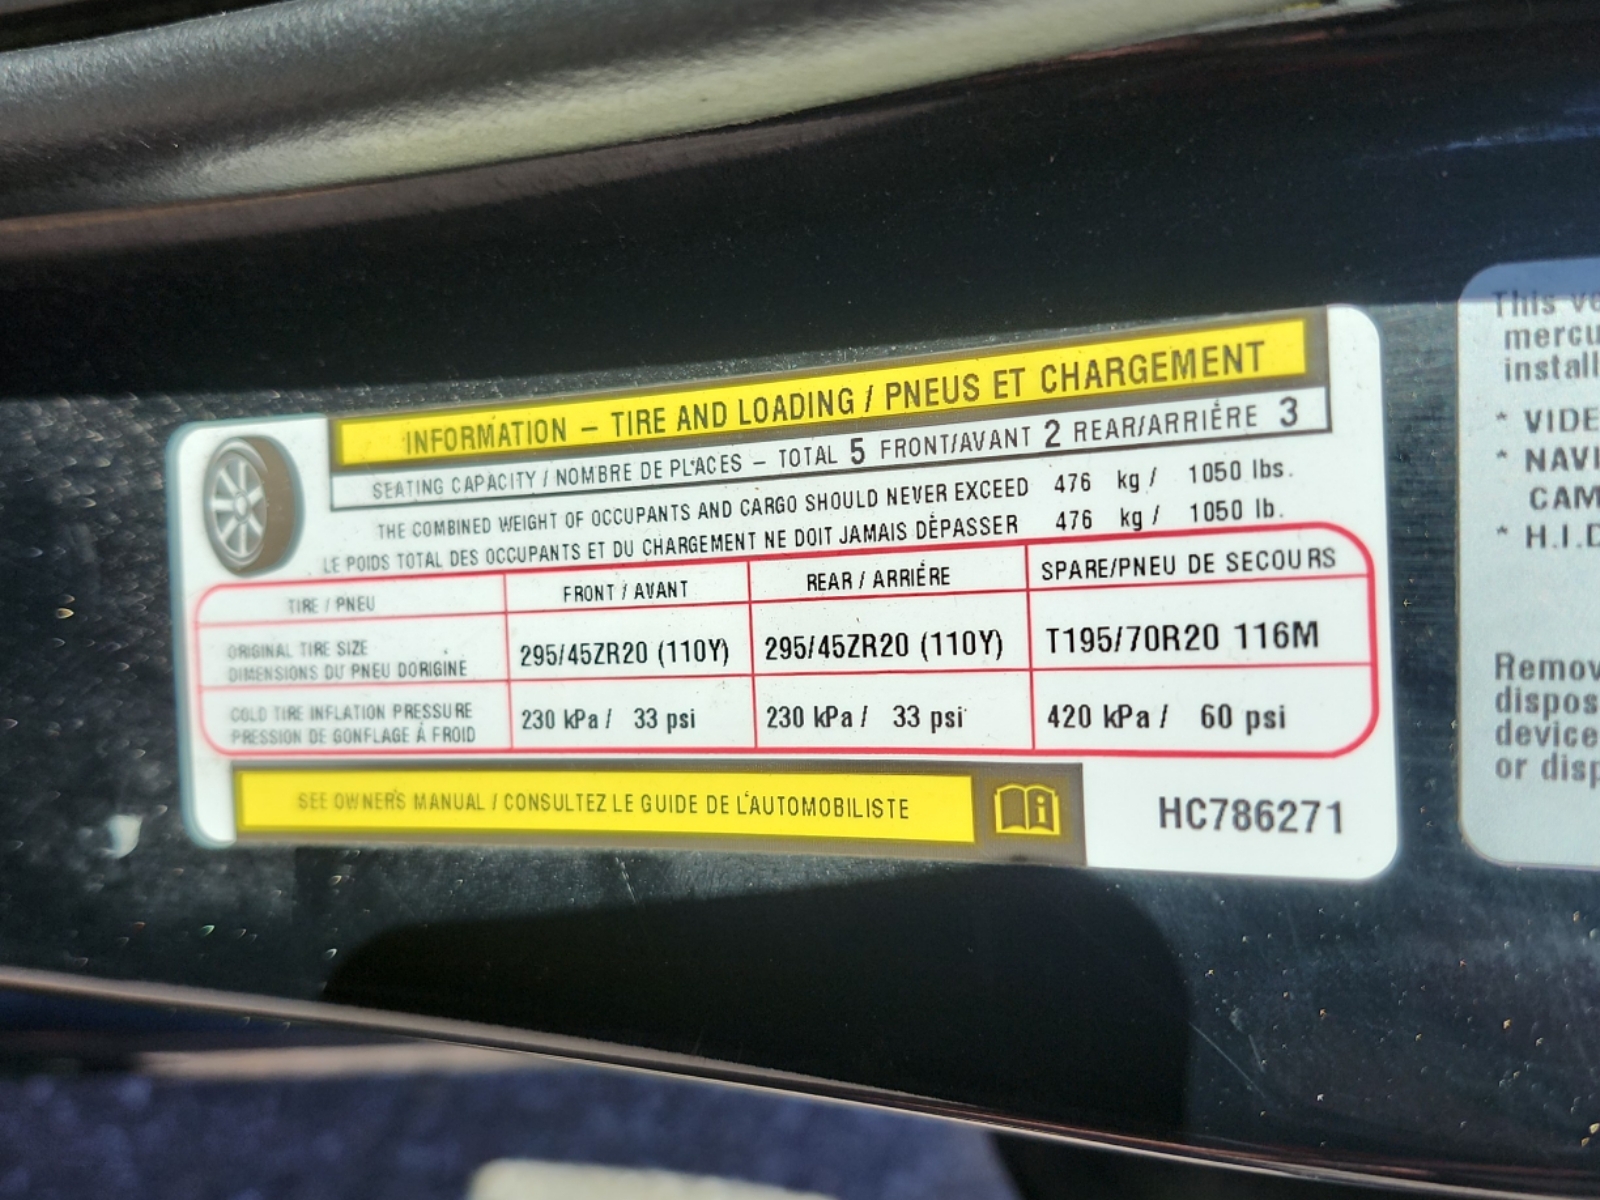 INFORMATION – TIRE AND LOADING / PNEUS ET CHARGEMENT
SEATING CAPACITY / NOMBRE DE PLACES – TOTAL 5 FRONT/AVANT 2 REAR/ARRIÈRE 3
THE COMBINED WEIGHT OF OCCUPANTS AND CARGO SHOULD NEVER EXCEED 476 kg / 1050 lbs.
LE POIDS TOTAL DES OCCUPANTS ET DU CHARGEMENT NE DOIT JAMAIS DÉPASSER 476 kg / 1050 lb.
TIRE / PNEU FRONT / AVANT REAR / ARRIÈRE SPARE/PNEU DE SECOURS
ORIGINAL TIRE SIZE
DIMENSIONS DU PNEU DORIGINE 295/45ZR20 (110Y) 295/45ZR20 (110Y) T195/70R20 116M
COLD TIRE INFLATION PRESSURE
PRESSION DE GONFLAGE À FROID 230 kPa / 33 psi 230 kPa / 33 psi 420 kPa / 60 psi
SEE OWNER'S MANUAL / CONSULTEZ LE GUIDE DE L'AUTOMOBILISTE
HC786271
This
install
* H.I.D
device